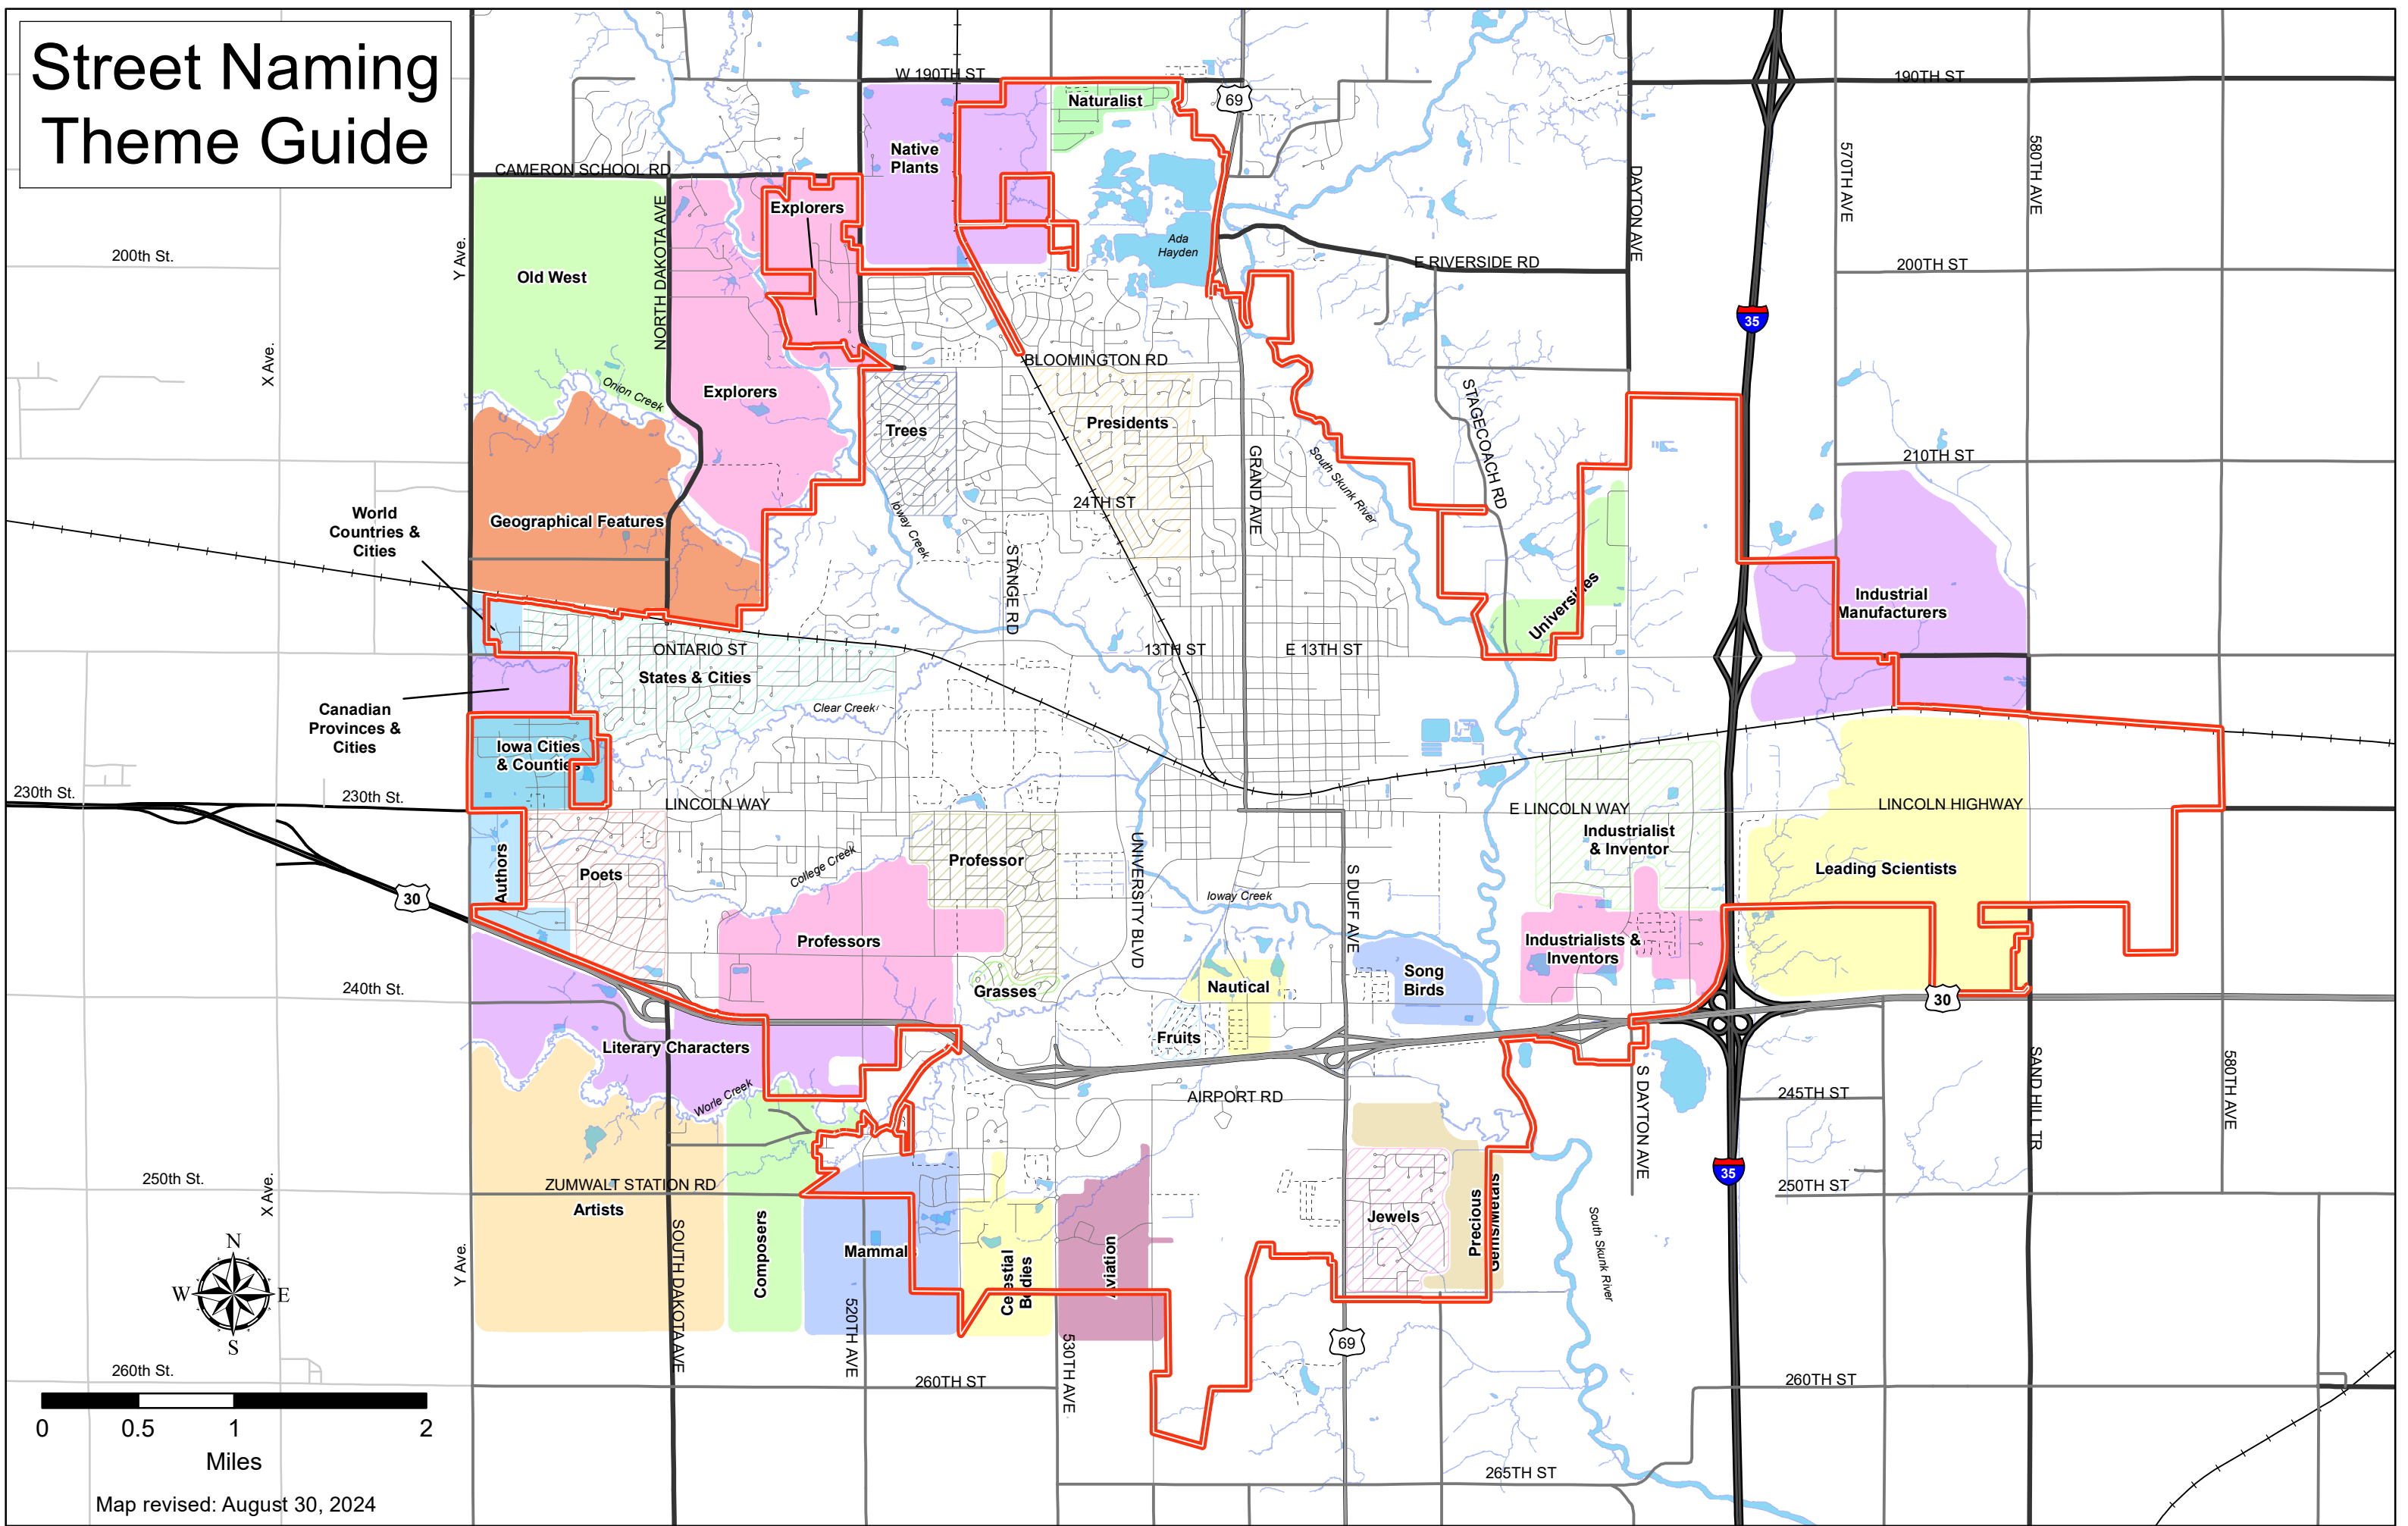 Street Naming
Theme Guide
W 190TH ST
69
190TH ST
Naturalist
Native
Plants
CAMERON SCHOOL RD
Explorers
NORTH DAKOTA AVE
Y Ave.
200th St.
Old West
Ada
Hayden
E RIVERSIDE RD
DAYTON AVE
570TH AVE
580TH AVE
200TH ST
35
X Ave.
BLOOMINGTON RD
Onion Creek
Explorers
Trees
Presidents
GRAND AVE
South Skunk River
STAGECOACH RD
210TH ST
24TH ST
Ioway Creek
STANGE RD
World
Countries &
Cities
Geographical Features
Universities
Industrial
Manufacturers
ONTARIO ST
13TH ST
E 13TH ST
States & Cities
Clear Creek
Canadian
Provinces &
Cities
Iowa Cities
& Counties
230th St.
230th St.
LINCOLN WAY
E LINCOLN WAY
LINCOLN HIGHWAY
Industrialist
& Inventor
Authors
Poets
College Creek
Professor
UNIVERSITY BLVD
S DUFF AVE
Leading Scientists
30
Ioway Creek
Professors
Industrialists &
Inventors
Song
Birds
Nautical
Grasses
240th St.
30
Fruits
Literary Characters
Worle Creek
AIRPORT RD
S DAYTON AVE
245TH ST
SAND HILL TR
580TH AVE
250th St.
X Ave.
ZUMWALT STATION RD
Artists
35
250TH ST
Composers
Mammals
Celestial
Bodies
Aviation
Jewels
Precious
Gems/Metals
South Skunk River
N
W
E
S
Y Ave.
SOUTH DAKOTA AVE
520TH AVE
530TH AVE
69
260th St.
260TH ST
260TH ST
0
0.5
1
2
Miles
265TH ST
Map revised: August 30, 2024